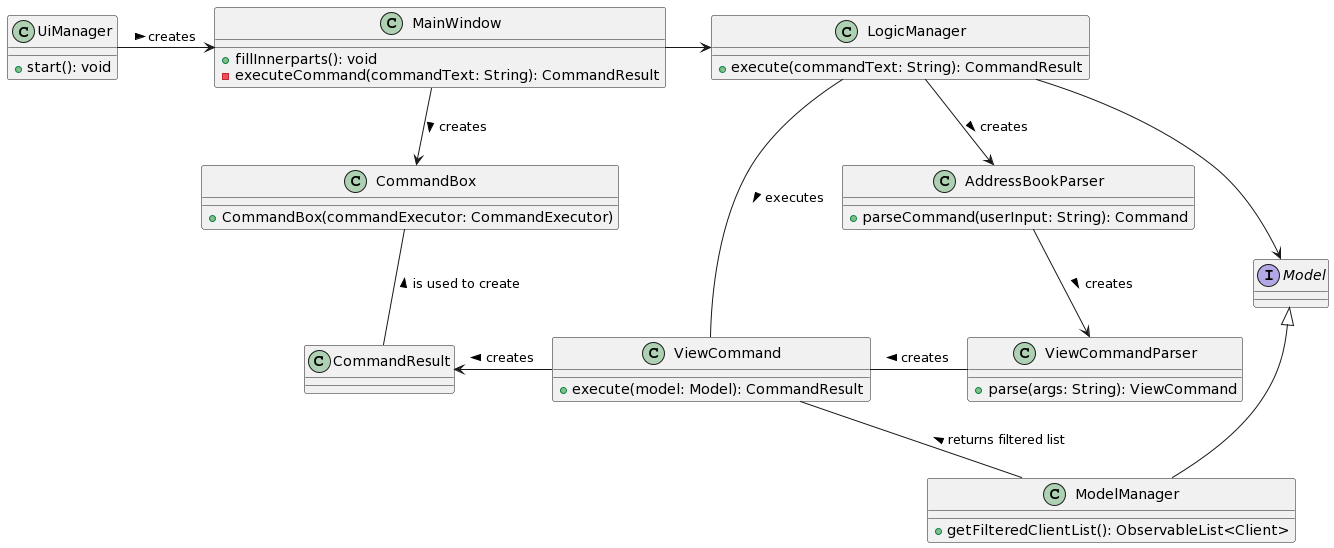 C UiManager
start(): void
creates
C MainWindow
fillInnerparts(): void
executeCommand(commandText: String): CommandResult
C LogicManager
execute(commandText: String): CommandResult
creates
creates
C CommandBox
CommandBox(commandExecutor: CommandExecutor)
executes
C AddressBookParser
parseCommand(userInput: String): Command
I Model
is used to create
creates
C CommandResult
creates
C ViewCommand
execute(model: Model): CommandResult
creates
C ViewCommandParser
parse(args: String): ViewCommand
returns filtered list
C ModelManager
getFilteredClientList(): ObservableList<Client>